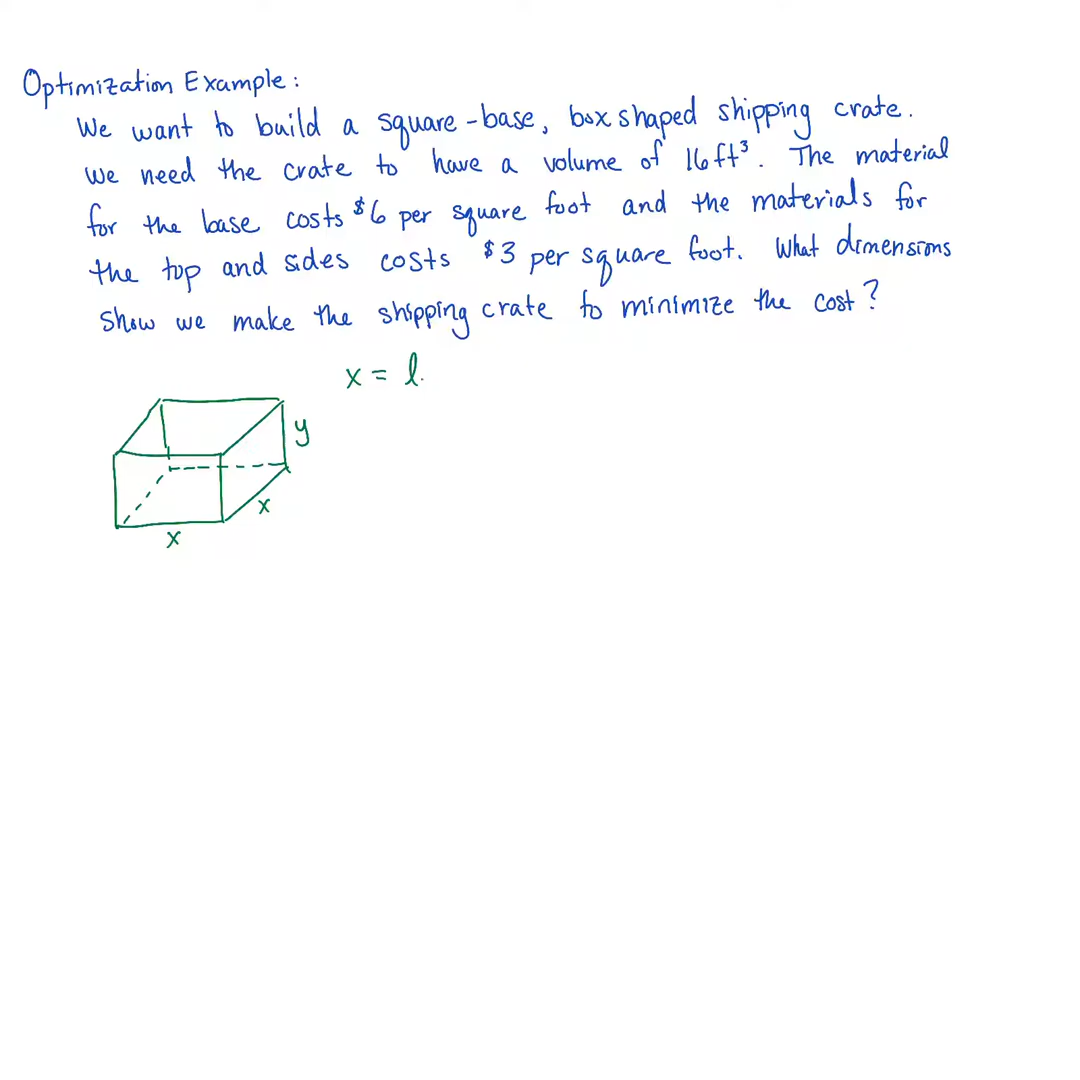 Optimization Example:
We want to build a square-base, box shaped shipping crate.
We need the crate to have a volume of 16ft³. The material
for the base costs $6 per square foot and the materials for
the top and sides costs $3 per square foot. What dimensions
show we make the shipping crate to minimize the cost?
x = l.
y
x
x